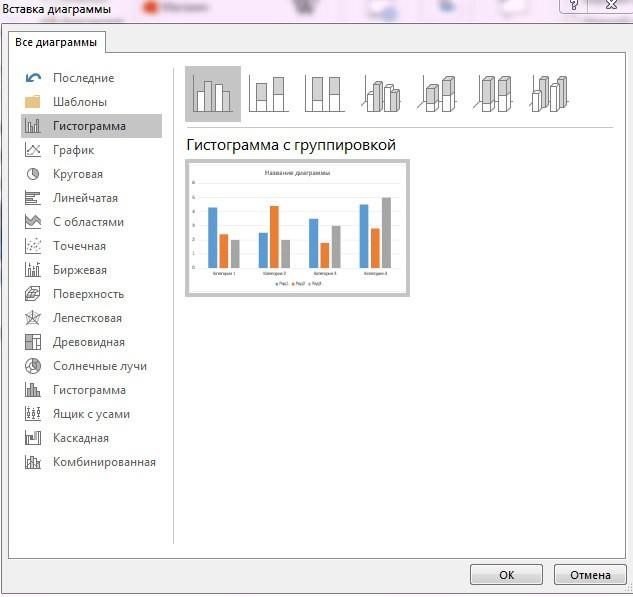 Вставка диаграммы
Все диаграммы
Последние
Шаблоны
Гистограмма
График
Круговая
Линейчатая
С областями
Точечная
Биржевая
Поверхность
Лепестковая
Древовидная
Солнечные лучи
Гистограмма
Ящик с усами
Каскадная
Комбинированная
Гистограмма с группировкой
Название диаграммы
6
5
4
3
2
1
0
Категория 1 Категория 2 Категория 3 Категория 4
Ряд1 Ряд2 Ряд3
ОК Отмена